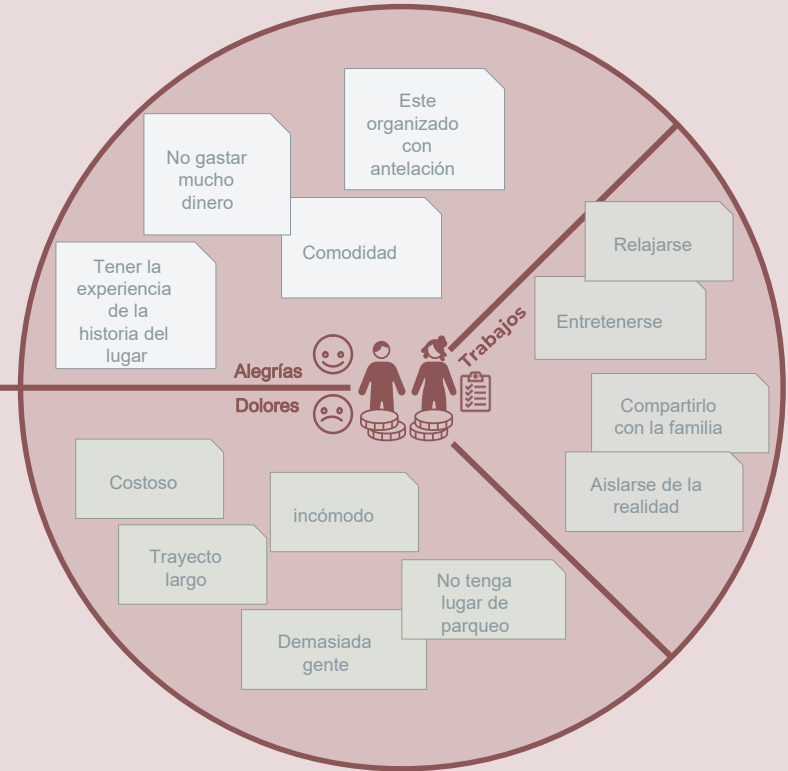 Este
organizado
con
antelación
No gastar
mucho
dinero
Comodidad
Tener la
experiencia
de la
historia del
lugar
Relajarse
Entretenerse
Compartirlo
con la familia
Aislarse de la
realidad
Trabajos
Alegrías
Dolores
Costoso
incómodo
Trayecto
largo
No tenga
lugar de
parqueo
Demasiada
gente